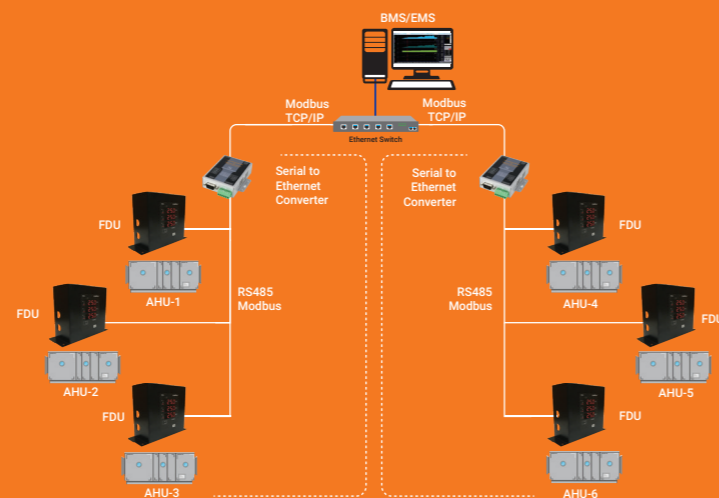 BMS/EMS
Modbus
TCP/IP
Modbus
TCP/IP
Ethernet Switch
Serial to
Ethernet
Converter
Serial to
Ethernet
Converter
FDU
FDU
AHU-1
AHU-4
RS485
Modbus
RS485
Modbus
FDU
FDU
AHU-2
AHU-5
FDU
FDU
AHU-3
AHU-6